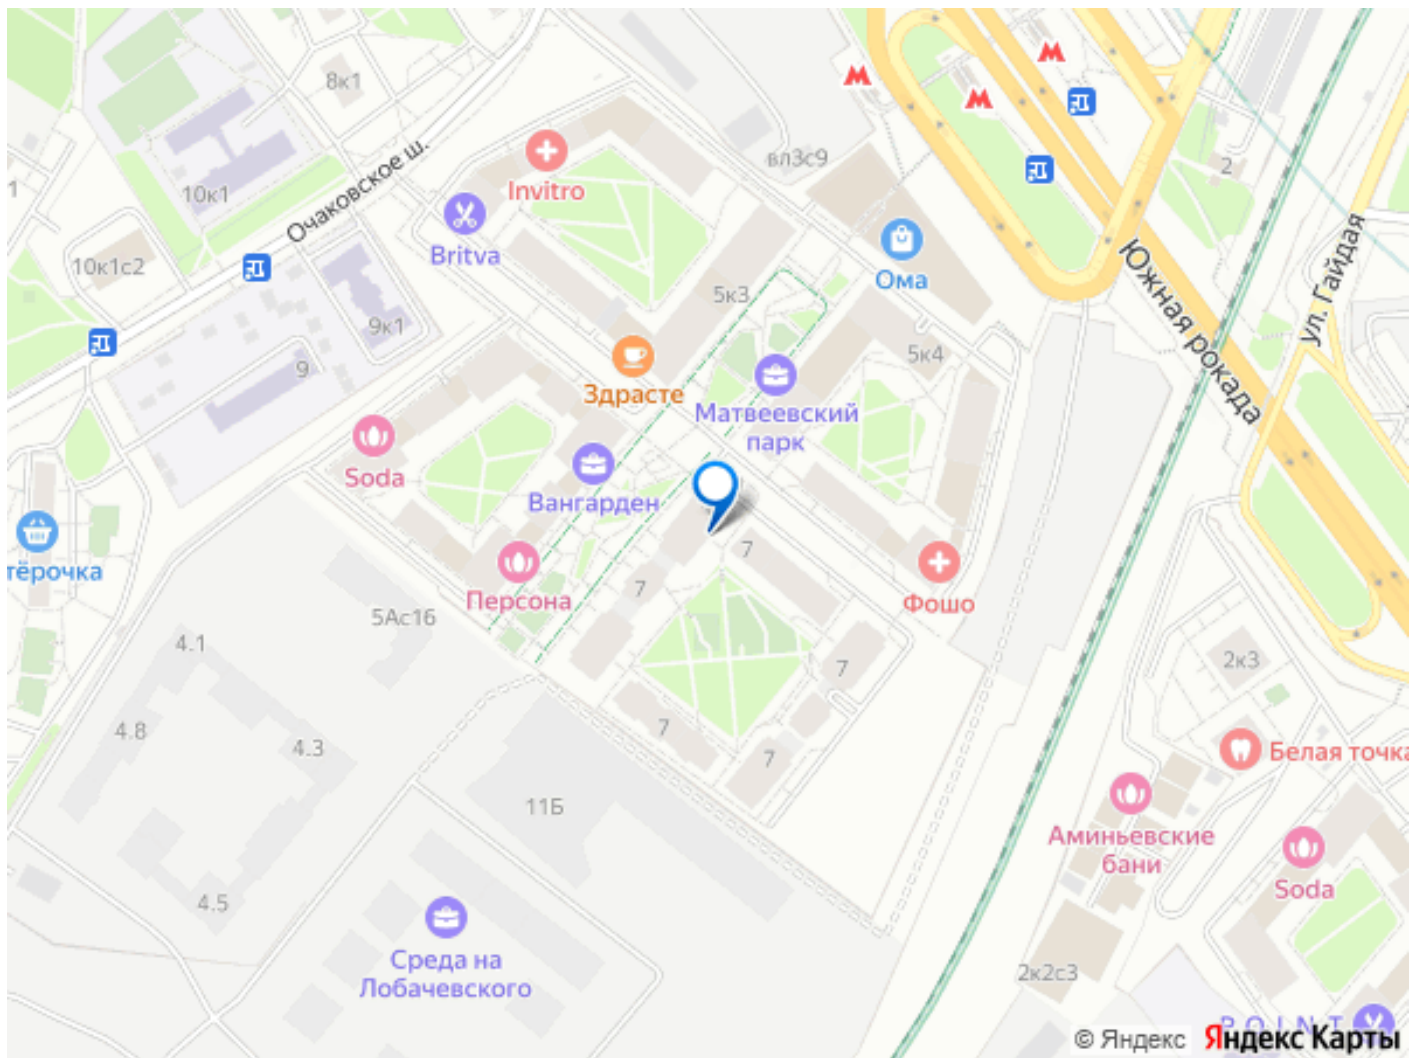 8к1
Invitro
вл3с9
2
10к1
Очаковское ш.
Britva
10к1с2
5к3
Ома
Южная рокада
ул. Гайдая
9к1
9
5к4
Здрасте
Матвеевский
парк
Soda
Вангарден
7
тёрочка
7
Персона
Фошо
5Ас16
4.1
7
2к3
7
4.8
4.3
7
Белая точка
11Б
Аминьевские
бани
4.5
Soda
Среда на
Лобачевского
2к2с3
POINT
© Яндекс Яндекс Карты